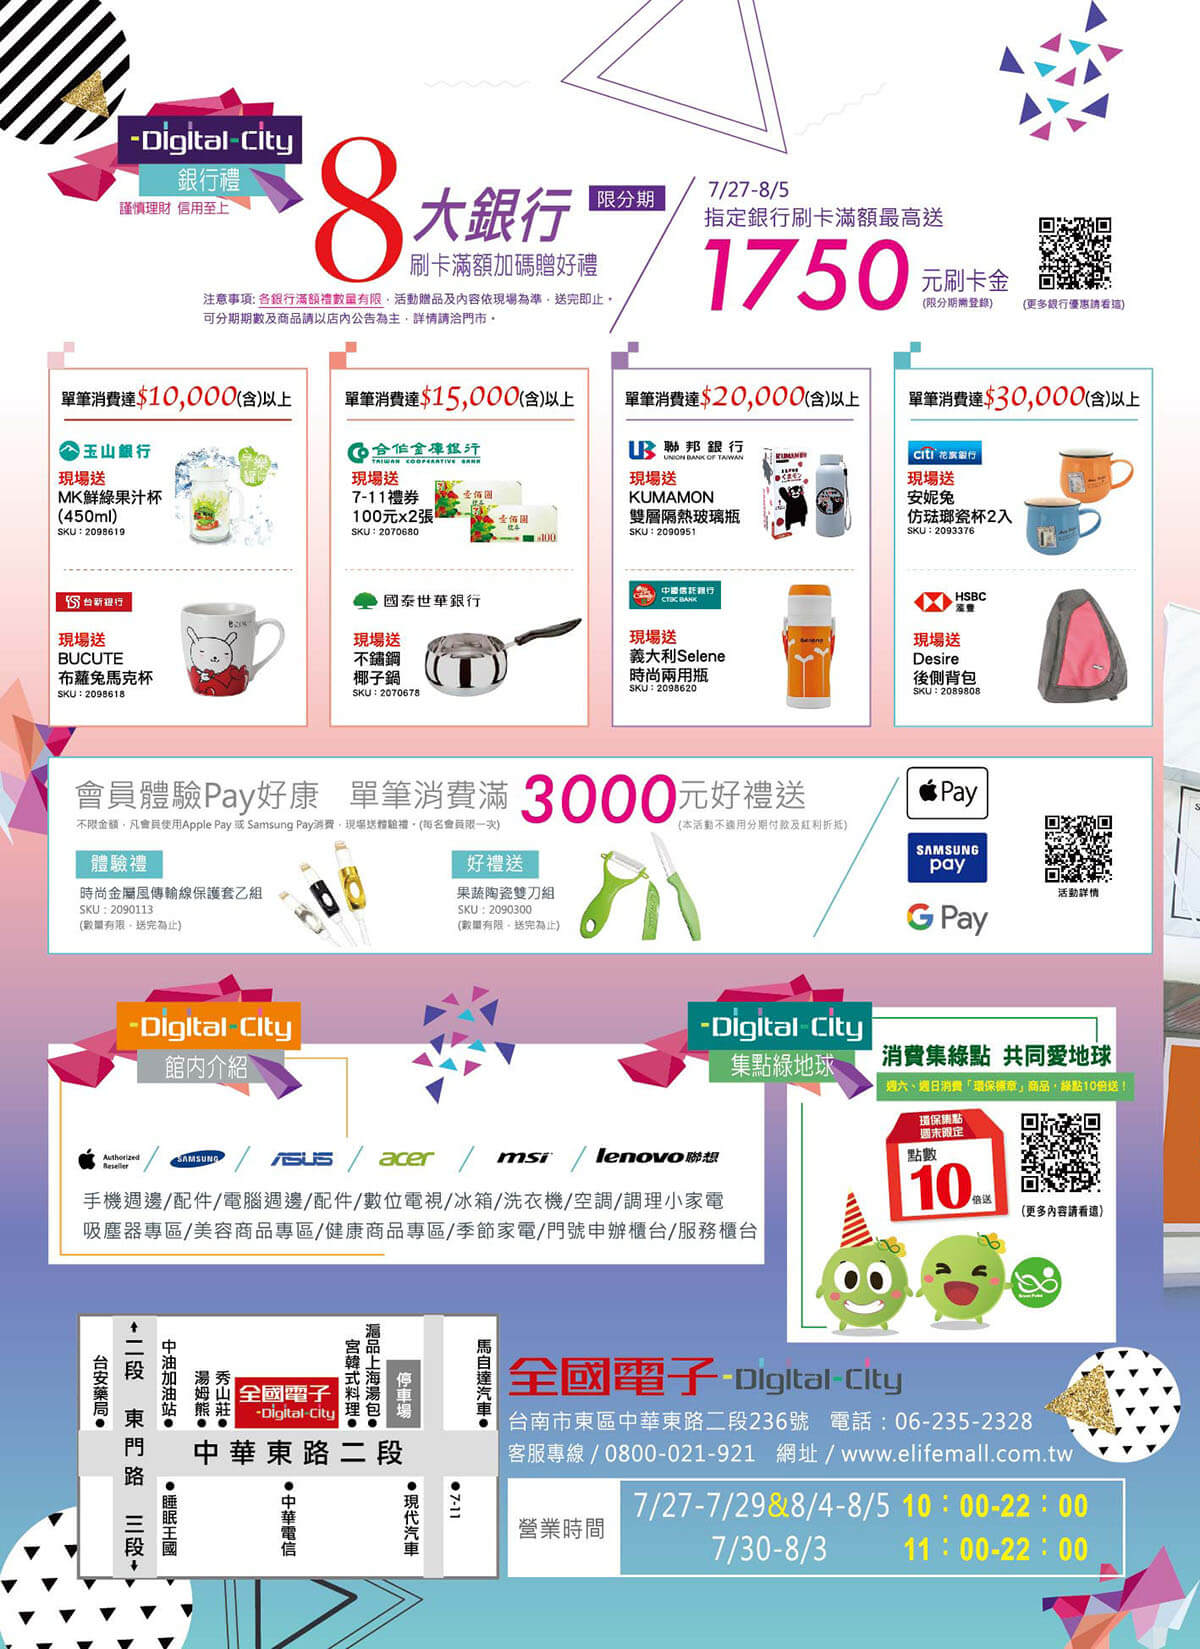 Digital City
銀行禮
謹慎理財 信用至上
8大銀行 限分期
刷卡滿額加碼贈好禮
注意事項: 各銀行滿額禮數量有限，活動贈品及內容依現場為準，送完即止。
可分期期數及商品請以店內公告為主，詳情請洽門市。
7/27-8/5
指定銀行刷卡滿額最高送
1750元刷卡金
(限分期需登錄)
(更多銀行優惠請看這)
單筆消費達$10,000(含)以上
玉山銀行
現場送
MK鮮綠果汁杯
(450ml)
SKU：2098619
台新銀行
現場送
BUCUTE
布蘿兔馬克杯
SKU：2098618
單筆消費達$15,000(含)以上
合作金庫銀行
TAIWAN COOPERATIVE BANK
現場送
7-11禮券
100元x2張
SKU：2070680
壹佰圓
壹佰圓
$100
國泰世華銀行
現場送
不鏽鋼
椰子鍋
SKU：2070678
單筆消費達$20,000(含)以上
聯邦銀行
UNION BANK OF TAIWAN
現場送
KUMAMON
雙層隔熱玻璃瓶
SKU：2090951
KUMAMON
中國信託銀行
CTBC BANK
現場送
義大利Selene
時尚兩用瓶
SKU：2098620
單筆消費達$30,000(含)以上
citi 花旗銀行
現場送
安妮兔
仿琺瑯瓷杯2入
SKU：2093376
HSBC
滙豐
現場送
Desire
後側背包
SKU：2089808
會員體驗Pay好康 單筆消費滿3000元好禮送
不限金額，凡會員使用Apple Pay 或 Samsung Pay消費，現場送體驗禮。(每名會員限一次)
(本活動不適用分期付款及紅利折抵)
體驗禮
時尚金屬風傳輸線保護套乙組
SKU：2090113
(數量有限，送完為止)
好禮送
果蔬陶瓷雙刀組
SKU：2090300
(數量有限，送完為止)
Pay
SAMSUNG
pay
G Pay
活動詳情
Digital City
館內介紹
Authorized
Reseller
SAMSUNG
ASUS
acer
msi
lenovo聯想
手機週邊/配件/電腦週邊/配件/數位電視/冰箱/洗衣機/空調/調理小家電
吸塵器專區/美容商品專區/健康商品專區/季節家電/門號申辦櫃台/服務櫃台
Digital City
集點綠地球
消費集綠點 共同愛地球
週六、週日消費「環保標章」商品，綠點10倍送！
環保集點
週末限定
點數
10倍送
(更多內容請看這)
Green Point
二段 東門路 三段
台安藥局
中油加油站
湯姆熊
秀山莊
全國電子
Digital City
宮韓式料理
滬品上海湯包
停車場
馬自達汽車
中華東路二段
睡眠王國
中華電信
現代汽車
7-11
全國電子 Digital City
台南市東區中華東路二段236號 電話：06-235-2328
客服專線 / 0800-021-921 網址 / www.elifemall.com.tw
營業時間
7/27-7/29&8/4-8/5 10：00-22：00
7/30-8/3 11：00-22：00